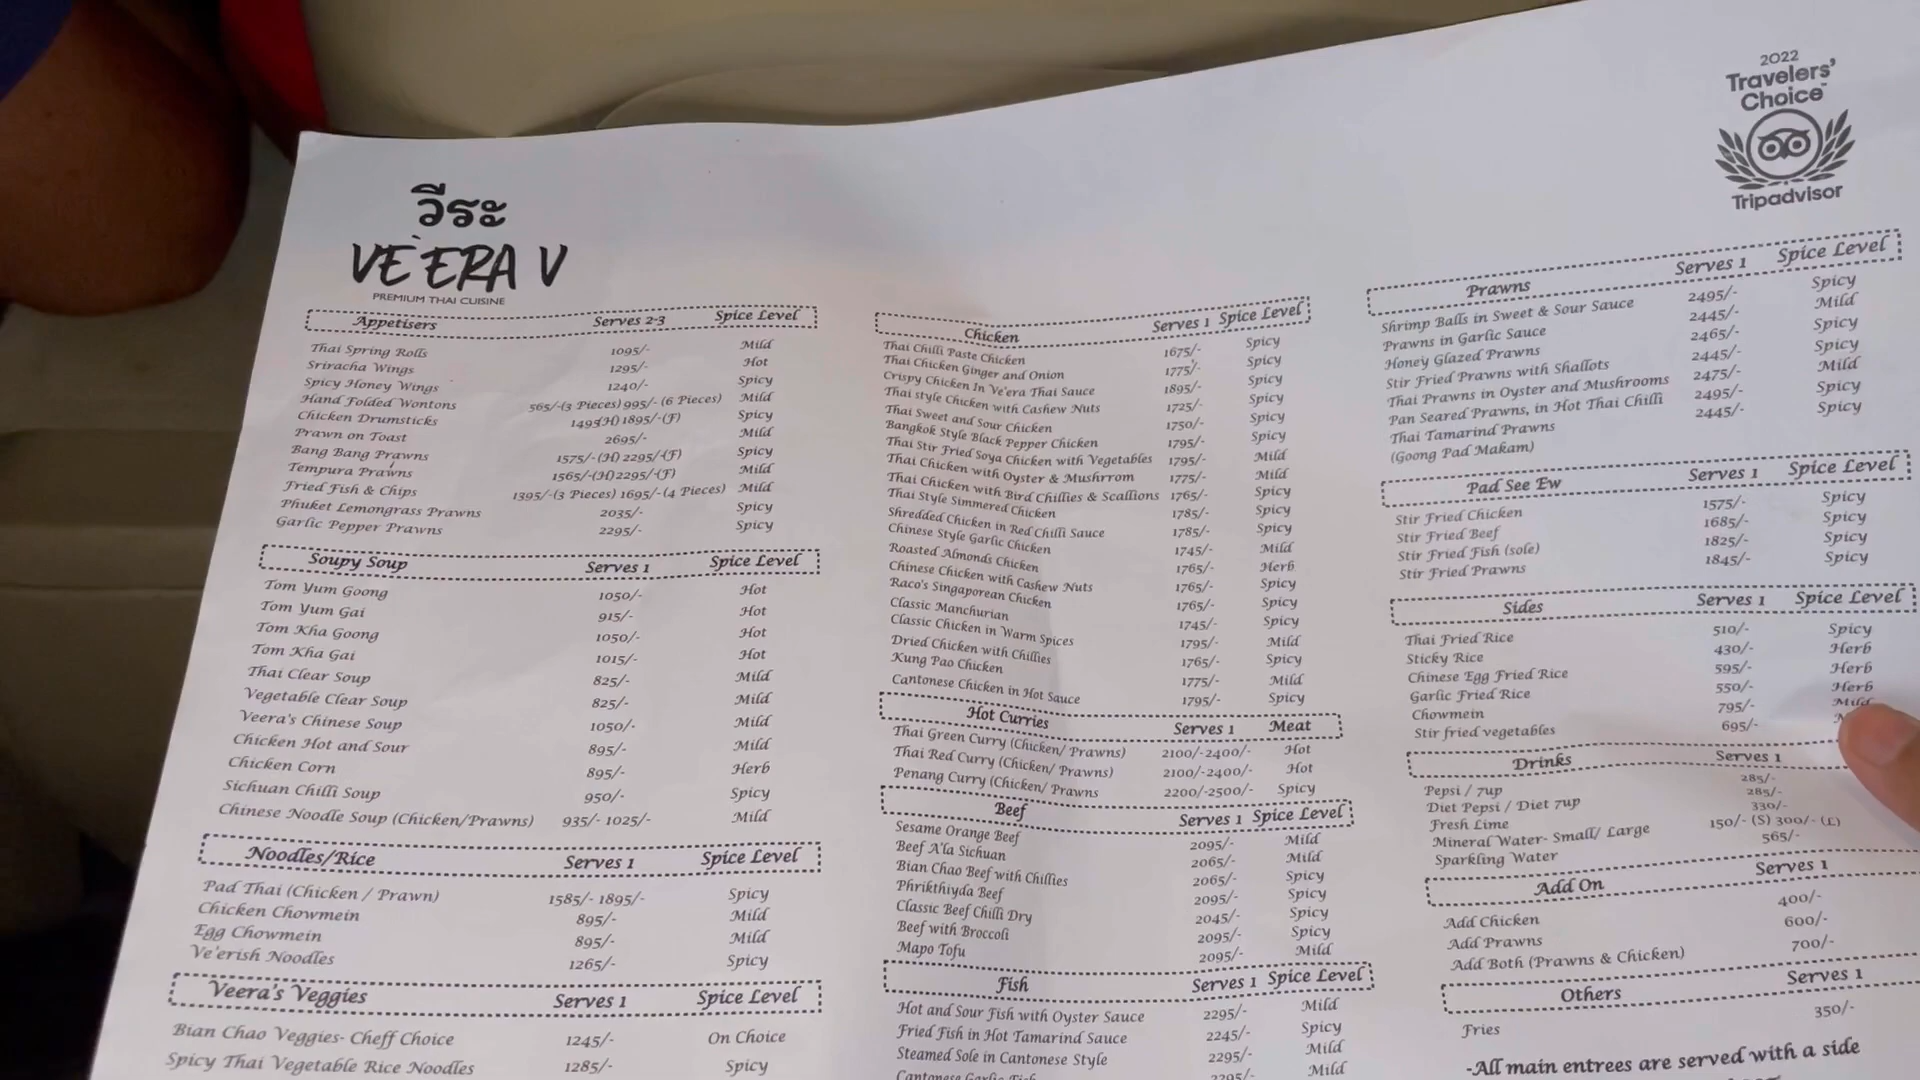 วีระ
VE'ERA V
PREMIUM THAI CUISINE
2022
Travelers'
Choice
Tripadvisor
Appetisers Serves 2-3 Spice Level
Thai Spring Rolls 1095/- Mild
Sriracha Wings 1295/- Hot
Spicy Honey Wings 1240/- Spicy
Hand Folded Wontons 565/-(3 Pieces) 995/- (6 Pieces) Mild
Chicken Drumsticks 1495(H) 1895/-(F) Spicy
Prawn on Toast 2695/- Mild
Bang Bang Prawns 1575/-(H) 2295/-(F) Spicy
Tempura Prawns 1565/-(H)2295/-(F) Mild
Fried Fish & Chips 1395/-(3 Pieces) 1695/-(4 Pieces) Mild
Phuket Lemongrass Prawns 2035/- Spicy
Garlic Pepper Prawns 2295/- Spicy
Soupy Soup Serves 1 Spice Level
Tom Yum Goong 1050/- Hot
Tom Yum Gai 915/- Hot
Tom Kha Goong 1050/- Hot
Tom Kha Gai 1015/- Hot
Thai Clear Soup 825/- Mild
Vegetable Clear Soup 825/- Mild
Veera's Chinese Soup 1050/- Mild
Chicken Hot and Sour 895/- Mild
Chicken Corn 895/- Herb
Sichuan Chilli Soup 950/- Spicy
Chinese Noodle Soup (Chicken/Prawns) 935/- 1025/- Mild
Noodles/Rice Serves 1 Spice Level
Pad Thai (Chicken / Prawn) 1585/- 1895/- Spicy
Chicken Chowmein 895/- Mild
Egg Chowmein 895/- Mild
Ve'erish Noodles 1265/- Spicy
Veera's Veggies Serves 1 Spice Level
Bian Chao Veggies- Cheff Choice 1245/- On Choice
Spicy Thai Vegetable Rice Noodles 1285/- Spicy
Chicken Serves 1 Spice Level
Thai Chilli Paste Chicken 1675/- Spicy
Thai Chicken Ginger and Onion 1775/- Spicy
Crispy Chicken In Ve'era Thai Sauce 1895/- Spicy
Thai style Chicken with Cashew Nuts 1725/- Spicy
Thai Sweet and Sour Chicken 1750/- Spicy
Bangkok Style Black Pepper Chicken 1795/- Spicy
Thai Stir Fried Soya Chicken with Vegetables 1795/- Mild
Thai Chicken with Oyster & Mushrrom 1775/- Mild
Thai Chicken with Bird Chillies & Scallions 1765/- Spicy
Thai Style Simmered Chicken 1785/- Spicy
Shredded Chicken in Red Chilli Sauce 1785/- Spicy
Chinese Style Garlic Chicken 1745/- Mild
Roasted Almonds Chicken 1765/- Herb
Chinese Chicken with Cashew Nuts 1765/- Spicy
Raco's Singaporean Chicken 1765/- Spicy
Classic Manchurian 1745/- Spicy
Classic Chicken in Warm Spices 1795/- Mild
Dried Chicken with Chillies 1765/- Spicy
Kung Pao Chicken 1775/- Mild
Cantonese Chicken in Hot Sauce 1795/- Spicy
Hot Curries Serves 1 Meat
Thai Green Curry (Chicken/ Prawns) 2100/-2400/- Hot
Thai Red Curry (Chicken/ Prawns) 2100/-2400/- Hot
Penang Curry (Chicken/ Prawns 2200/-2500/- Spicy
Beef Serves 1 Spice Level
Sesame Orange Beef 2095/- Mild
Beef A'la Sichuan 2065/- Mild
Bian Chao Beef with Chillies 2065/- Spicy
Phrikthiyda Beef 2095/- Spicy
Classic Beef Chilli Dry 2045/- Spicy
Beef with Broccoli 2095/- Spicy
Mapo Tofu 2095/- Mild
Fish Serves 1 Spice Level
Hot and Sour Fish with Oyster Sauce 2295/- Mild
Fried Fish in Hot Tamarind Sauce 2245/- Spicy
Steamed Sole in Cantonese Style 2295/- Mild
Cantonese Garlic Fish 2295/- Mild
Prawns Serves 1 Spice Level
Shrimp Balls in Sweet & Sour Sauce 2495/- Spicy
Prawns in Garlic Sauce 2445/- Mild
Honey Glazed Prawns 2465/- Spicy
Stir Fried Prawns with Shallots 2445/- Spicy
Thai Prawns in Oyster and Mushrooms 2475/- Mild
Pan Seared Prawns, in Hot Thai Chilli 2495/- Spicy
Thai Tamarind Prawns 2445/- Spicy
(Goong Pad Makam)
Pad See Ew Serves 1 Spice Level
Stir Fried Chicken 1575/- Spicy
Stir Fried Beef 1685/- Spicy
Stir Fried Fish (sole) 1825/- Spicy
Stir Fried Prawns 1845/- Spicy
Sides Serves 1 Spice Level
Thai Fried Rice 510/- Spicy
Sticky Rice 430/- Herb
Chinese Egg Fried Rice 595/- Herb
Garlic Fried Rice 550/- Herb
Chowmein 795/- Mild
Stir fried vegetables 695/-
Drinks Serves 1
Pepsi / 7up 285/-
Diet Pepsi / Diet 7up 285/-
Fresh Lime 330/-
Mineral Water- Small/ Large 150/- (S) 300/- (L)
Sparkling Water 565/-
Add On Serves 1
Add Chicken 400/-
Add Prawns 600/-
Add Both (Prawns & Chicken) 700/-
Others Serves 1
Fries 350/-
-All main entrees are served with a side